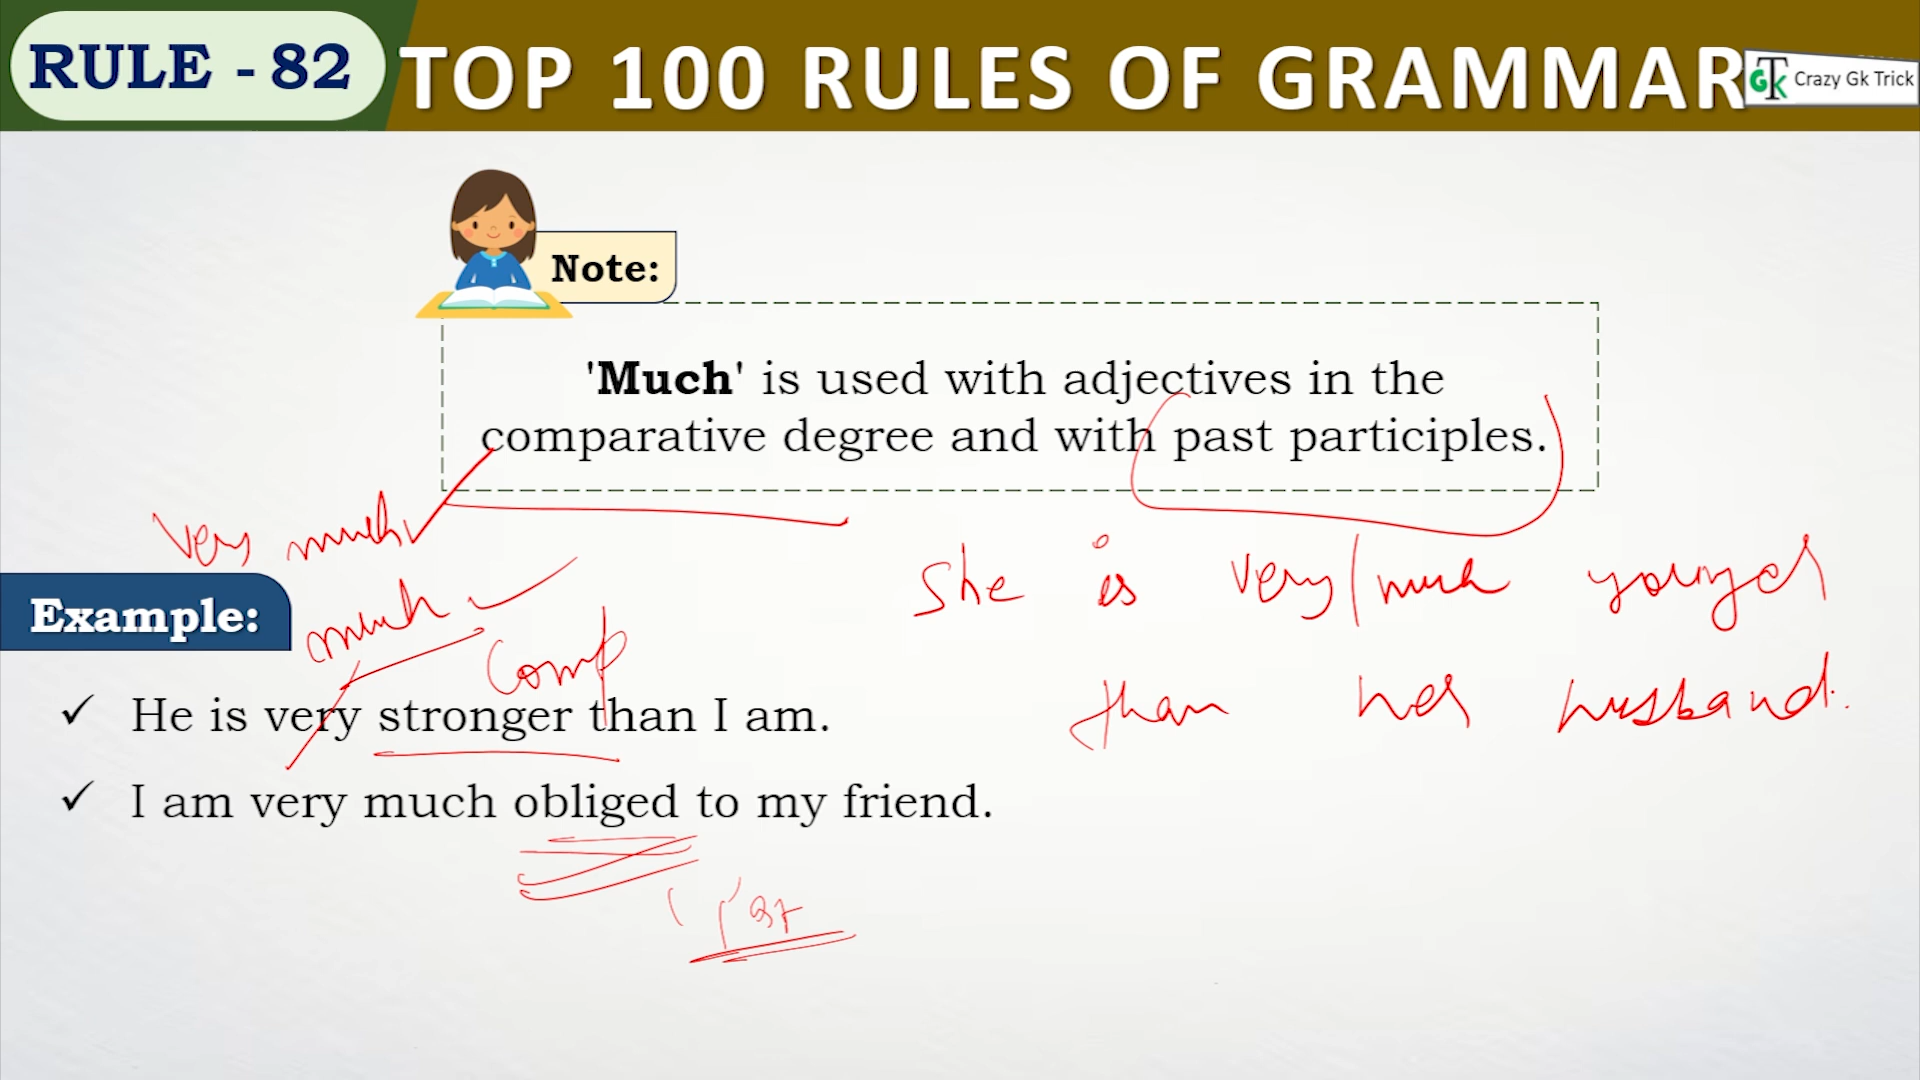 RULE - 82
TOP 100 RULES OF GRAMMAR
GTK Crazy Gk Trick
Note:
'Much' is used with adjectives in the
comparative degree and with past participles.
Very much
She is very/much younger
than her husband.
Example:
much
Comp
✓ He is very stronger than I am.
✓ I am very much obliged to my friend.